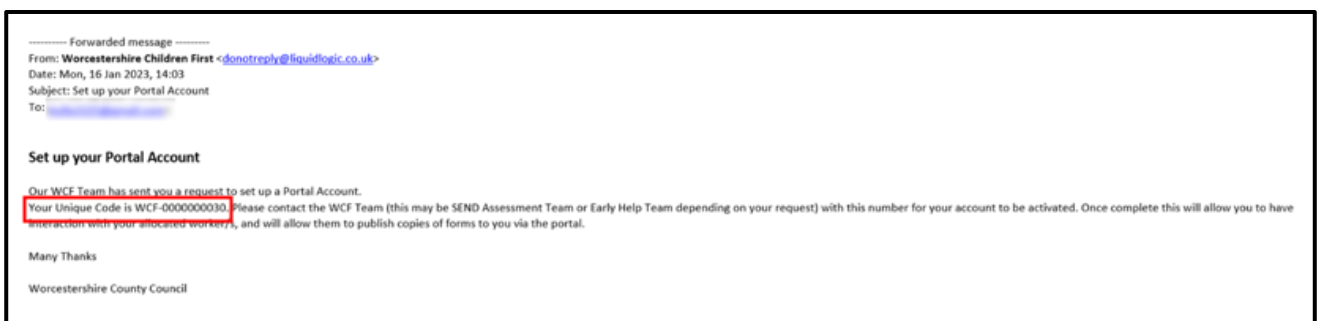 ---------- Forwarded message ---------
From: Worcestershire Children First <donotreply@liquidlogic.co.uk>
Date: Mon, 16 Jan 2023, 14:03
Subject: Set up your Portal Account
To:
Set up your Portal Account
Our WCF Team has sent you a request to set up a Portal Account.
Your Unique Code is WCF-0000000030. Please contact the WCF Team (this may be SEND Assessment Team or Early Help Team depending on your request) with this number for your account to be activated. Once complete this will allow you to have
interaction with your allocated worker/s, and will allow them to publish copies of forms to you via the portal.
Many Thanks
Worcestershire County Council